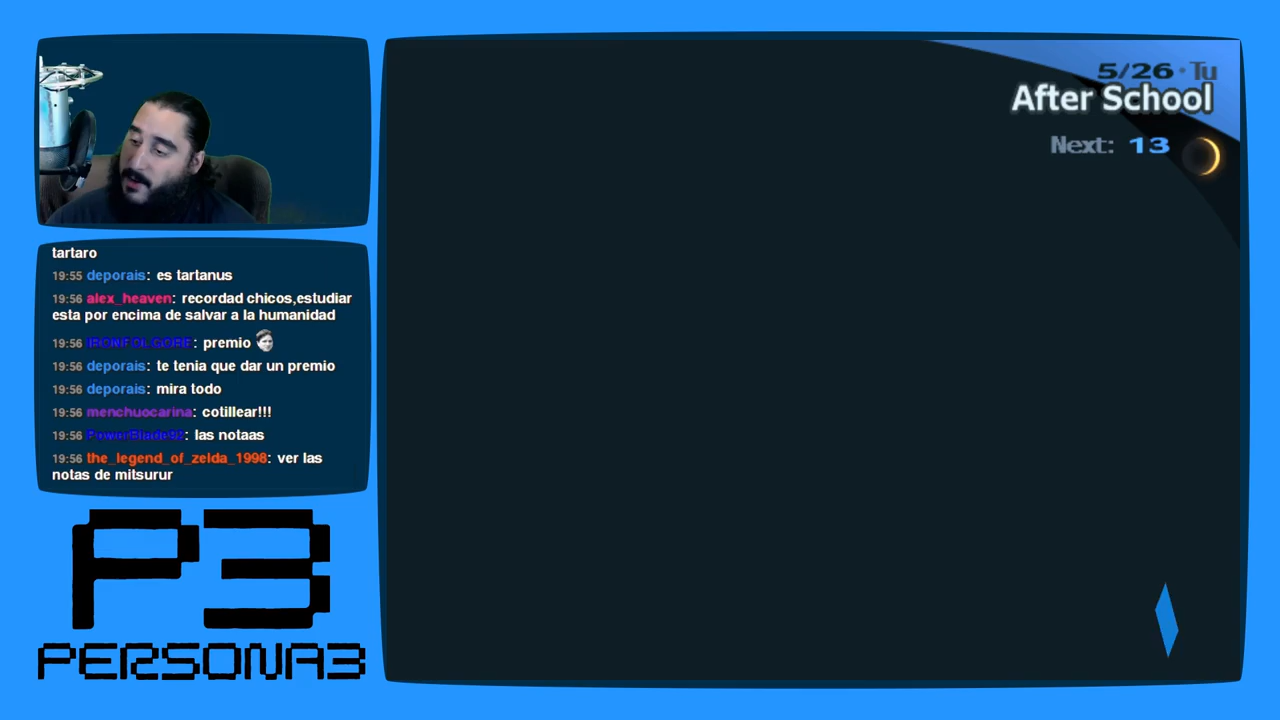 5/26 · Tu
After School
Next: 13
tartaro
19:55 deporais: es tartanus
19:56 alex_heaven: recordad chicos,estudiar
esta por encima de salvar a la humanidad
19:56 IRONFOLGORE: premio
19:56 deporais: te tenia que dar un premio
19:56 deporais: mira todo
19:56 menchuocarina: cotillear!!!
19:56 PowerBlade92: las notaas
19:56 the_legend_of_zelda_1998: ver las
notas de mitsurur
P3
PERSONA3